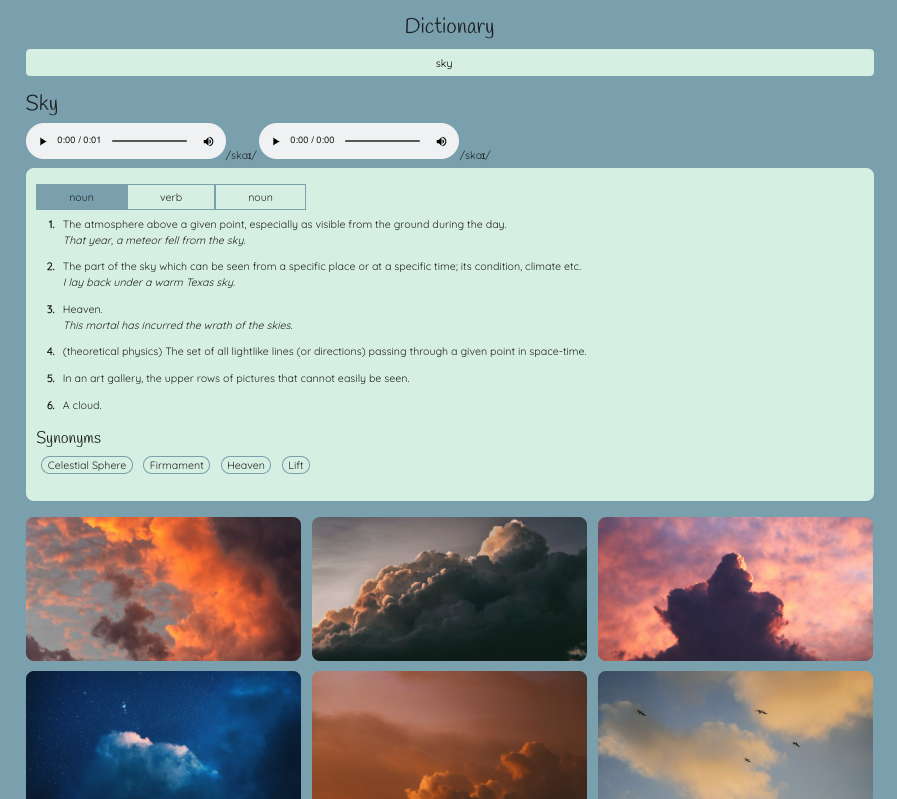 Dictionary
sky
Sky
0:00 / 0:01 /skaɪ/ 0:00 / 0:00 /skaɪ/
noun verb noun
1. The atmosphere above a given point, especially as visible from the ground during the day.
That year, a meteor fell from the sky.
2. The part of the sky which can be seen from a specific place or at a specific time; its condition, climate etc.
I lay back under a warm Texas sky.
3. Heaven.
This mortal has incurred the wrath of the skies.
4. (theoretical physics) The set of all lightlike lines (or directions) passing through a given point in space-time.
5. In an art gallery, the upper rows of pictures that cannot easily be seen.
6. A cloud.
Synonyms
Celestial Sphere Firmament Heaven Lift